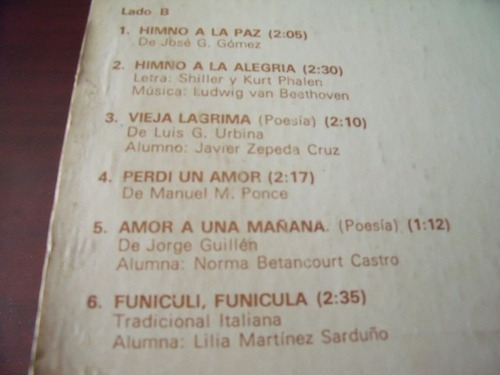 Lado B
1. HIMNO A LA PAZ (2:05)
De José G. Gómez
2. HIMNO A LA ALEGRIA (2:30)
Letra: Shiller y Kurt Phalen
Música: Ludwig van Beethoven
3. VIEJA LAGRIMA (Poesía) (2:10)
De Luis G. Urbina
Alumno: Javier Zepeda Cruz
4. PERDI UN AMOR (2:17)
De Manuel M. Ponce
5. AMOR A UNA MAÑANA. (Poesía) (1:12)
De Jorge Guillén
Alumna: Norma Betancourt Castro
6. FUNICULI, FUNICULA (2:35)
Tradicional Italiana
Alumna: Lilia Martínez Sarduño